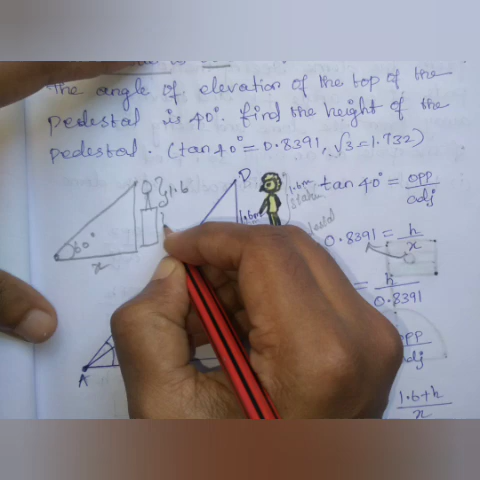 The angle of elevation of the top of the
pedestal is 40°. find the height of the
pedestal. (tan40° = 0.8391, √3 = 1.732)
1.6
60°
x
D
1.6m
1.6m
statue
tan 40° = opp/adj
0.8391 = h/x
= h/0.8391
opp/adj
1.6+h/x
A